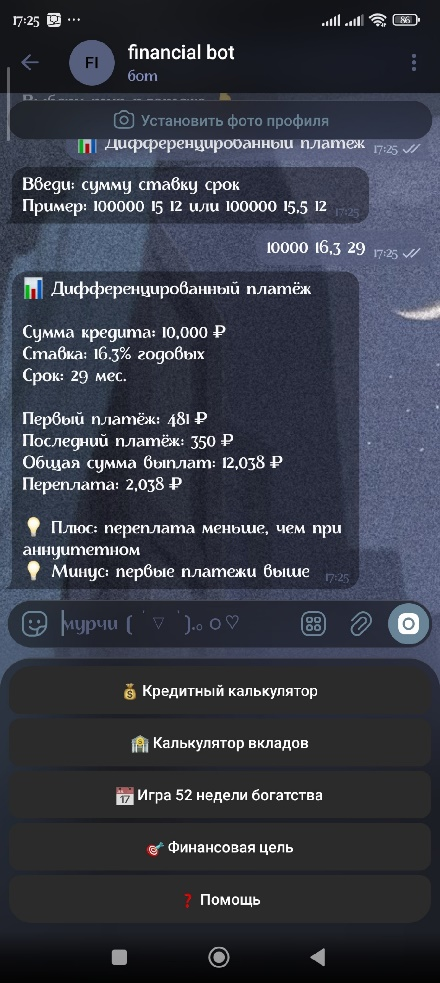 17:25
86
FI
financial bot
бот
Установить фото профиля
Дифференцированный платёж 17:25
Введи: сумму ставку срок
Пример: 100000 15 12 или 100000 15,5 12 17:25
10000 16,3 29 17:25
Дифференцированный платёж
Сумма кредита: 10,000 ₽
Ставка: 16.3% годовых
Срок: 29 мес.
Первый платёж: 481 ₽
Последний платёж: 350 ₽
Общая сумма выплат: 12,038 ₽
Переплата: 2,038 ₽
Плюс: переплата меньше, чем при
аннуитетном
Минус: первые платежи выше 17:25
мурчи
Кредитный калькулятор
Калькулятор вкладов
17 Игра 52 недели богатства
Финансовая цель
Помощь